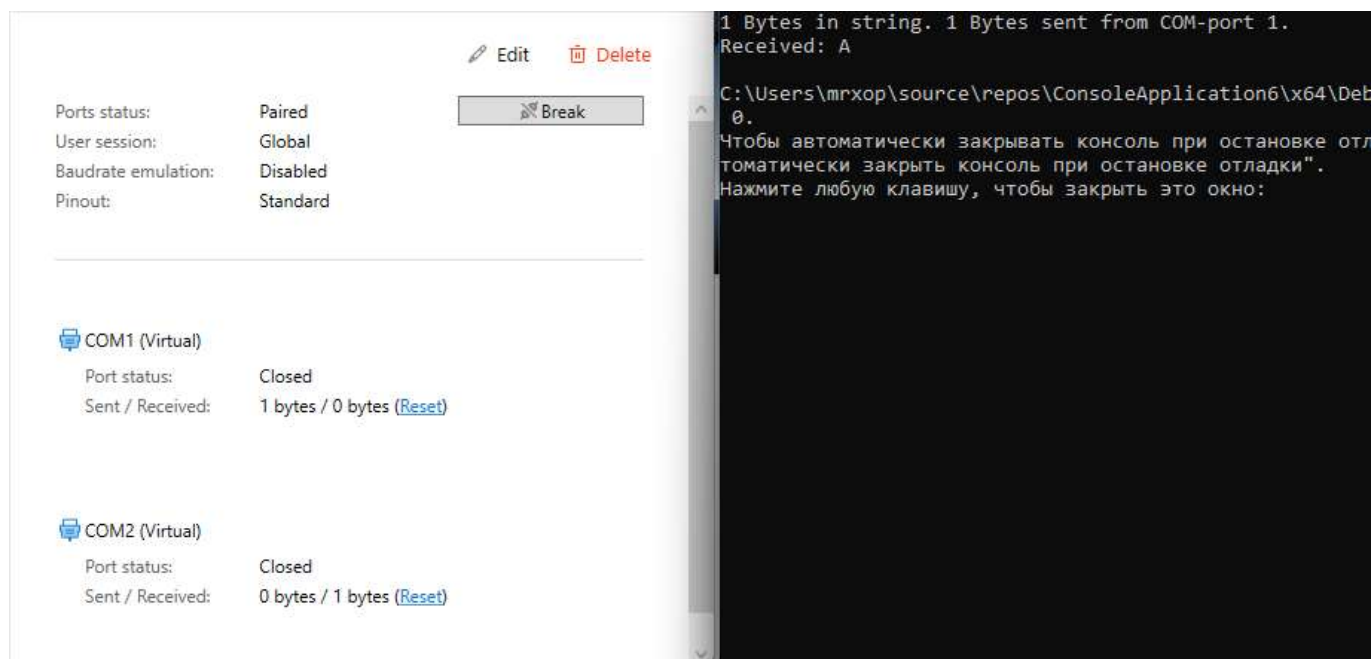 Edit Delete
Ports status: Paired Break
User session: Global
Baudrate emulation: Disabled
Pinout: Standard
COM1 (Virtual)
Port status: Closed
Sent / Received: 1 bytes / 0 bytes (Reset)
COM2 (Virtual)
Port status: Closed
Sent / Received: 0 bytes / 1 bytes (Reset)
1 Bytes in string. 1 Bytes sent from COM-port 1.
Received: A
C:\Users\mrxop\source\repos\ConsoleApplication6\x64\Deb
0.
Чтобы автоматически закрывать консоль при остановке отл
томатически закрыть консоль при остановке отладки".
Нажмите любую клавишу, чтобы закрыть это окно: